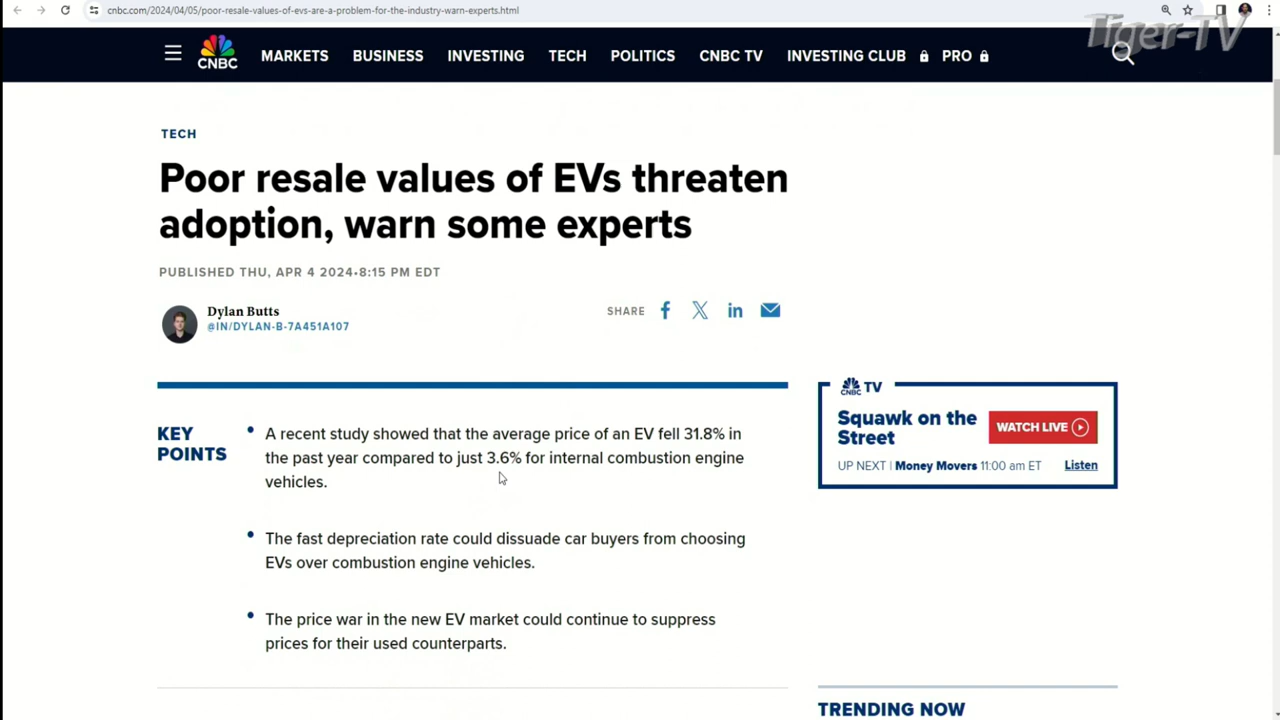 cnbc.com/2024/04/05/poor-resale-values-of-evs-are-a-problem-for-the-industry-warn-experts.html
Tiger-TV
CNBC
MARKETS BUSINESS INVESTING TECH POLITICS CNBC TV INVESTING CLUB PRO
TECH
Poor resale values of EVs threaten
adoption, warn some experts
PUBLISHED THU, APR 4 2024•8:15 PM EDT
Dylan Butts
@IN/DYLAN-B-7A451A107
SHARE
KEY
POINTS
• A recent study showed that the average price of an EV fell 31.8% in
the past year compared to just 3.6% for internal combustion engine
vehicles.
• The fast depreciation rate could dissuade car buyers from choosing
EVs over combustion engine vehicles.
• The price war in the new EV market could continue to suppress
prices for their used counterparts.
CNBC TV
Squawk on the
Street
WATCH LIVE
UP NEXT | Money Movers 11:00 am ET Listen
TRENDING NOW